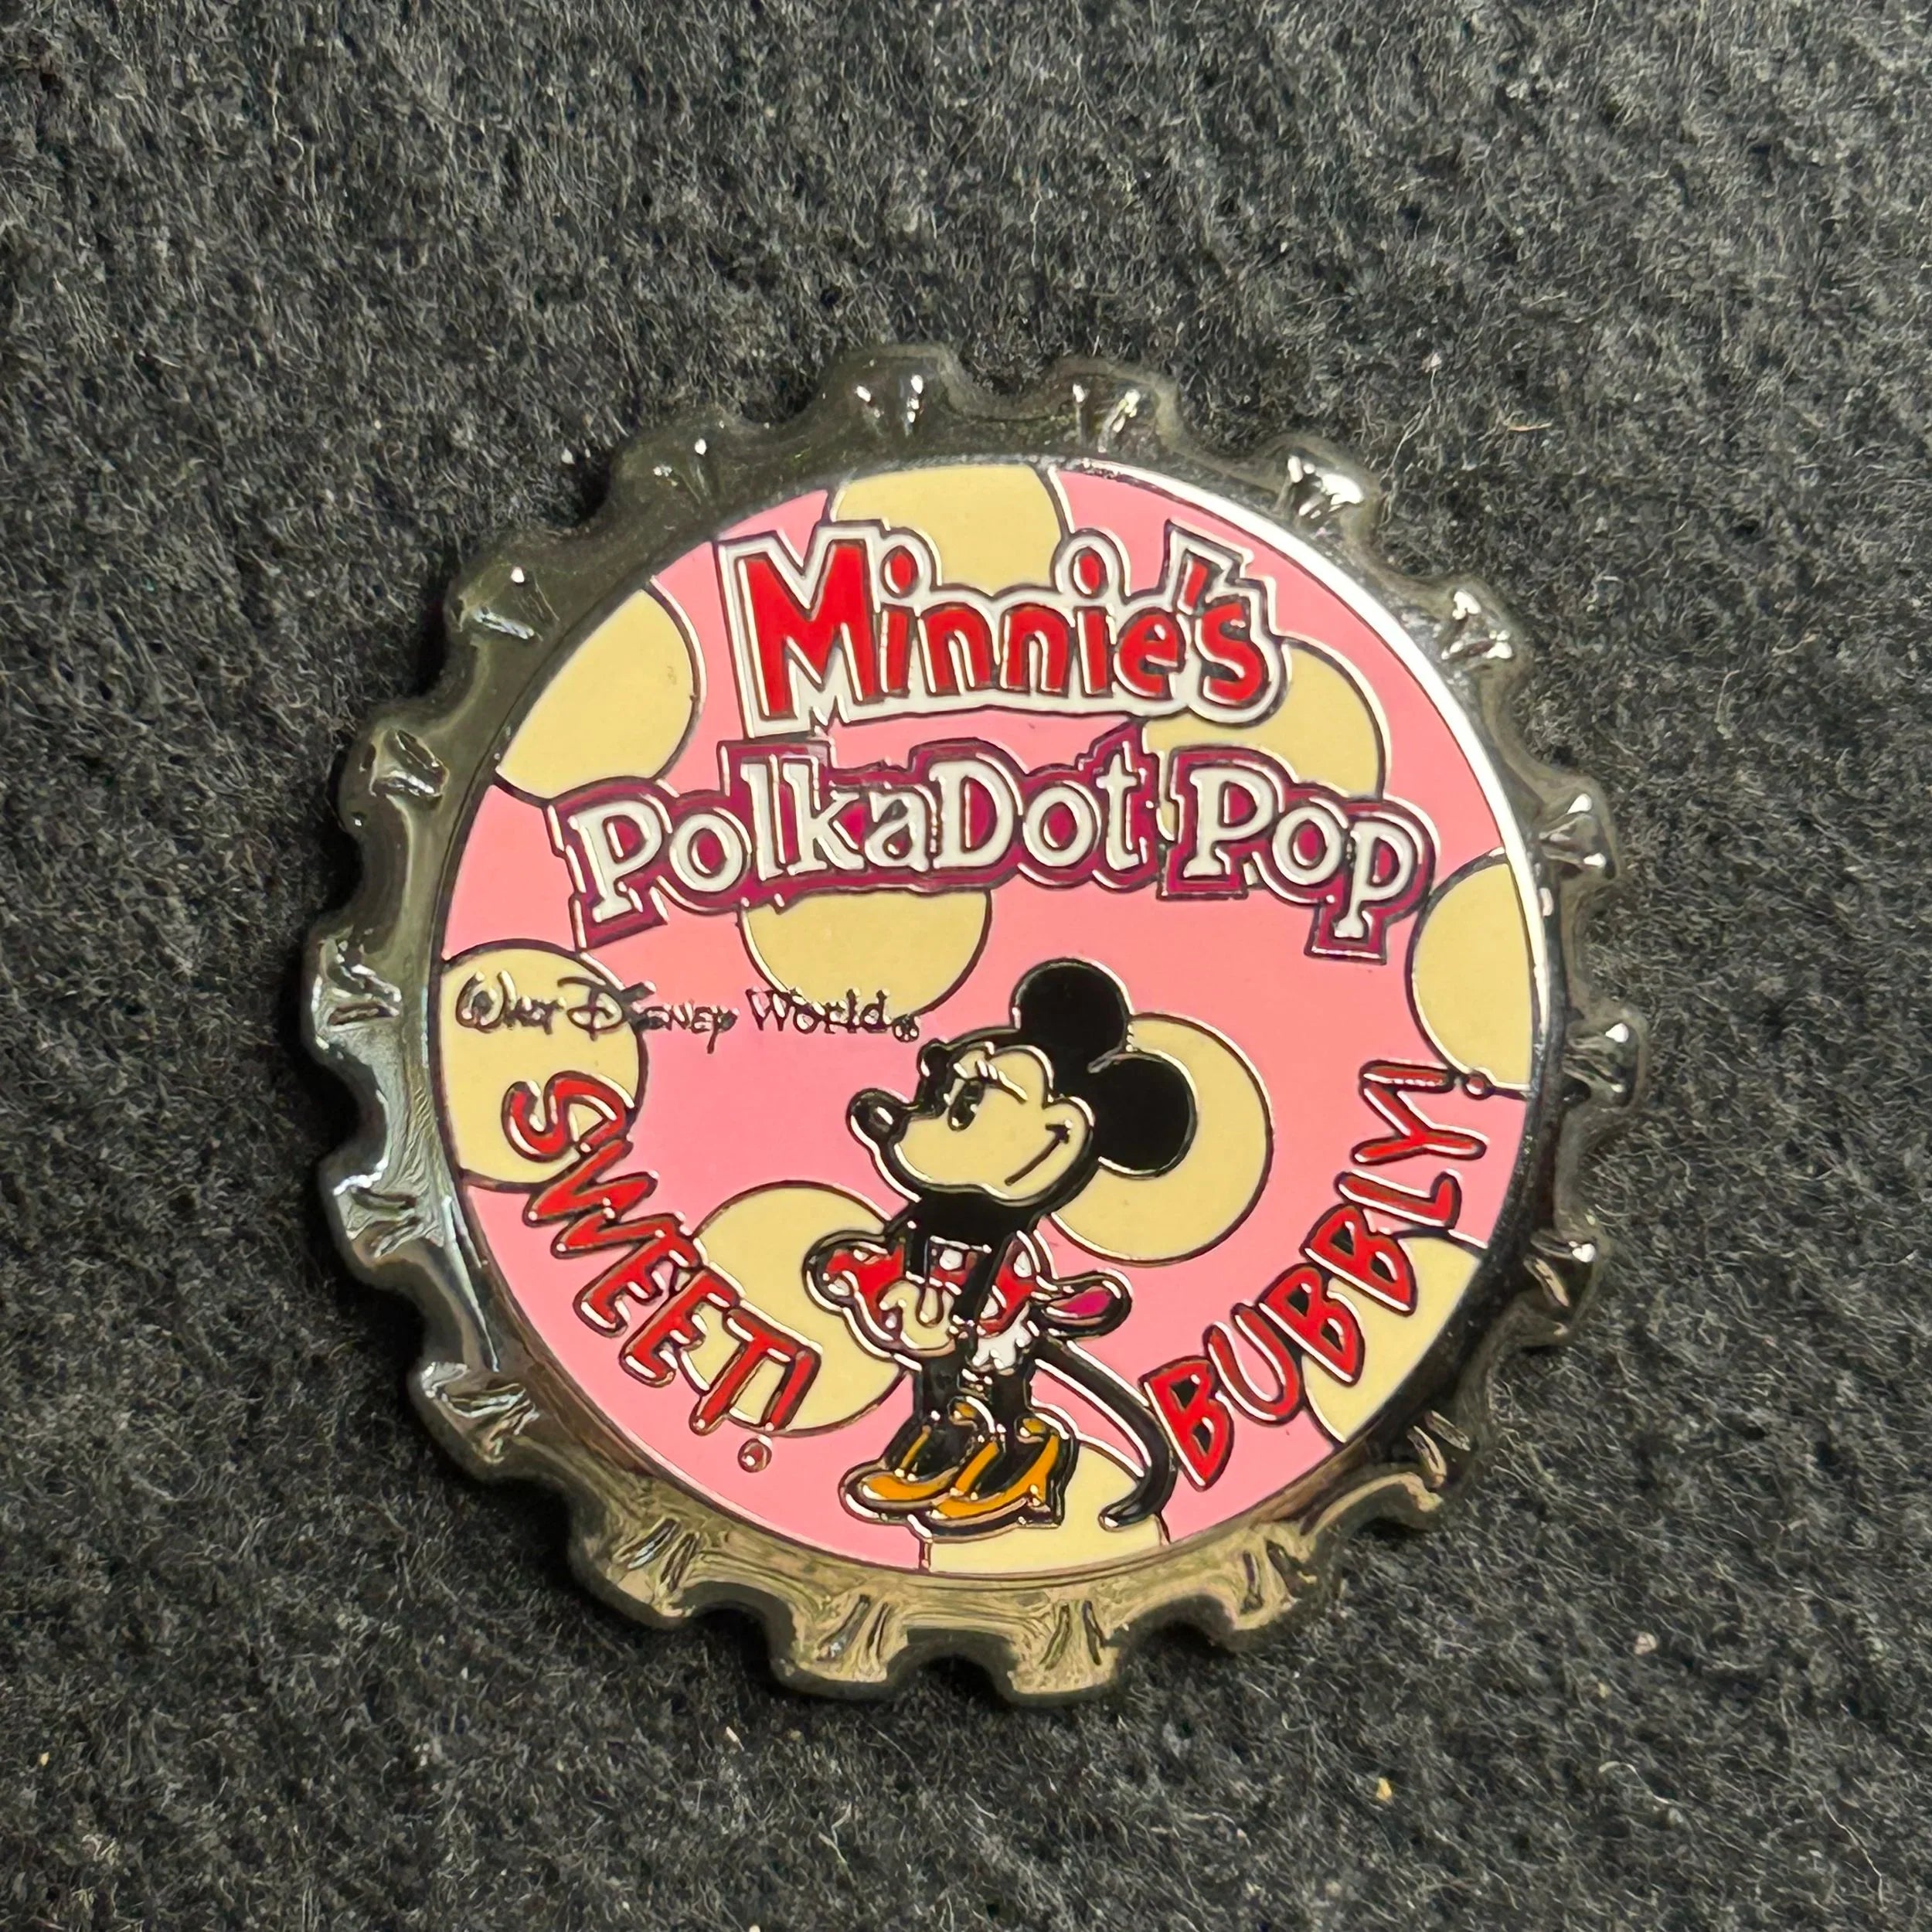 Minnie's
PolkaDot Pop
Walt Disney World®
SWEET!
BUBBLY!